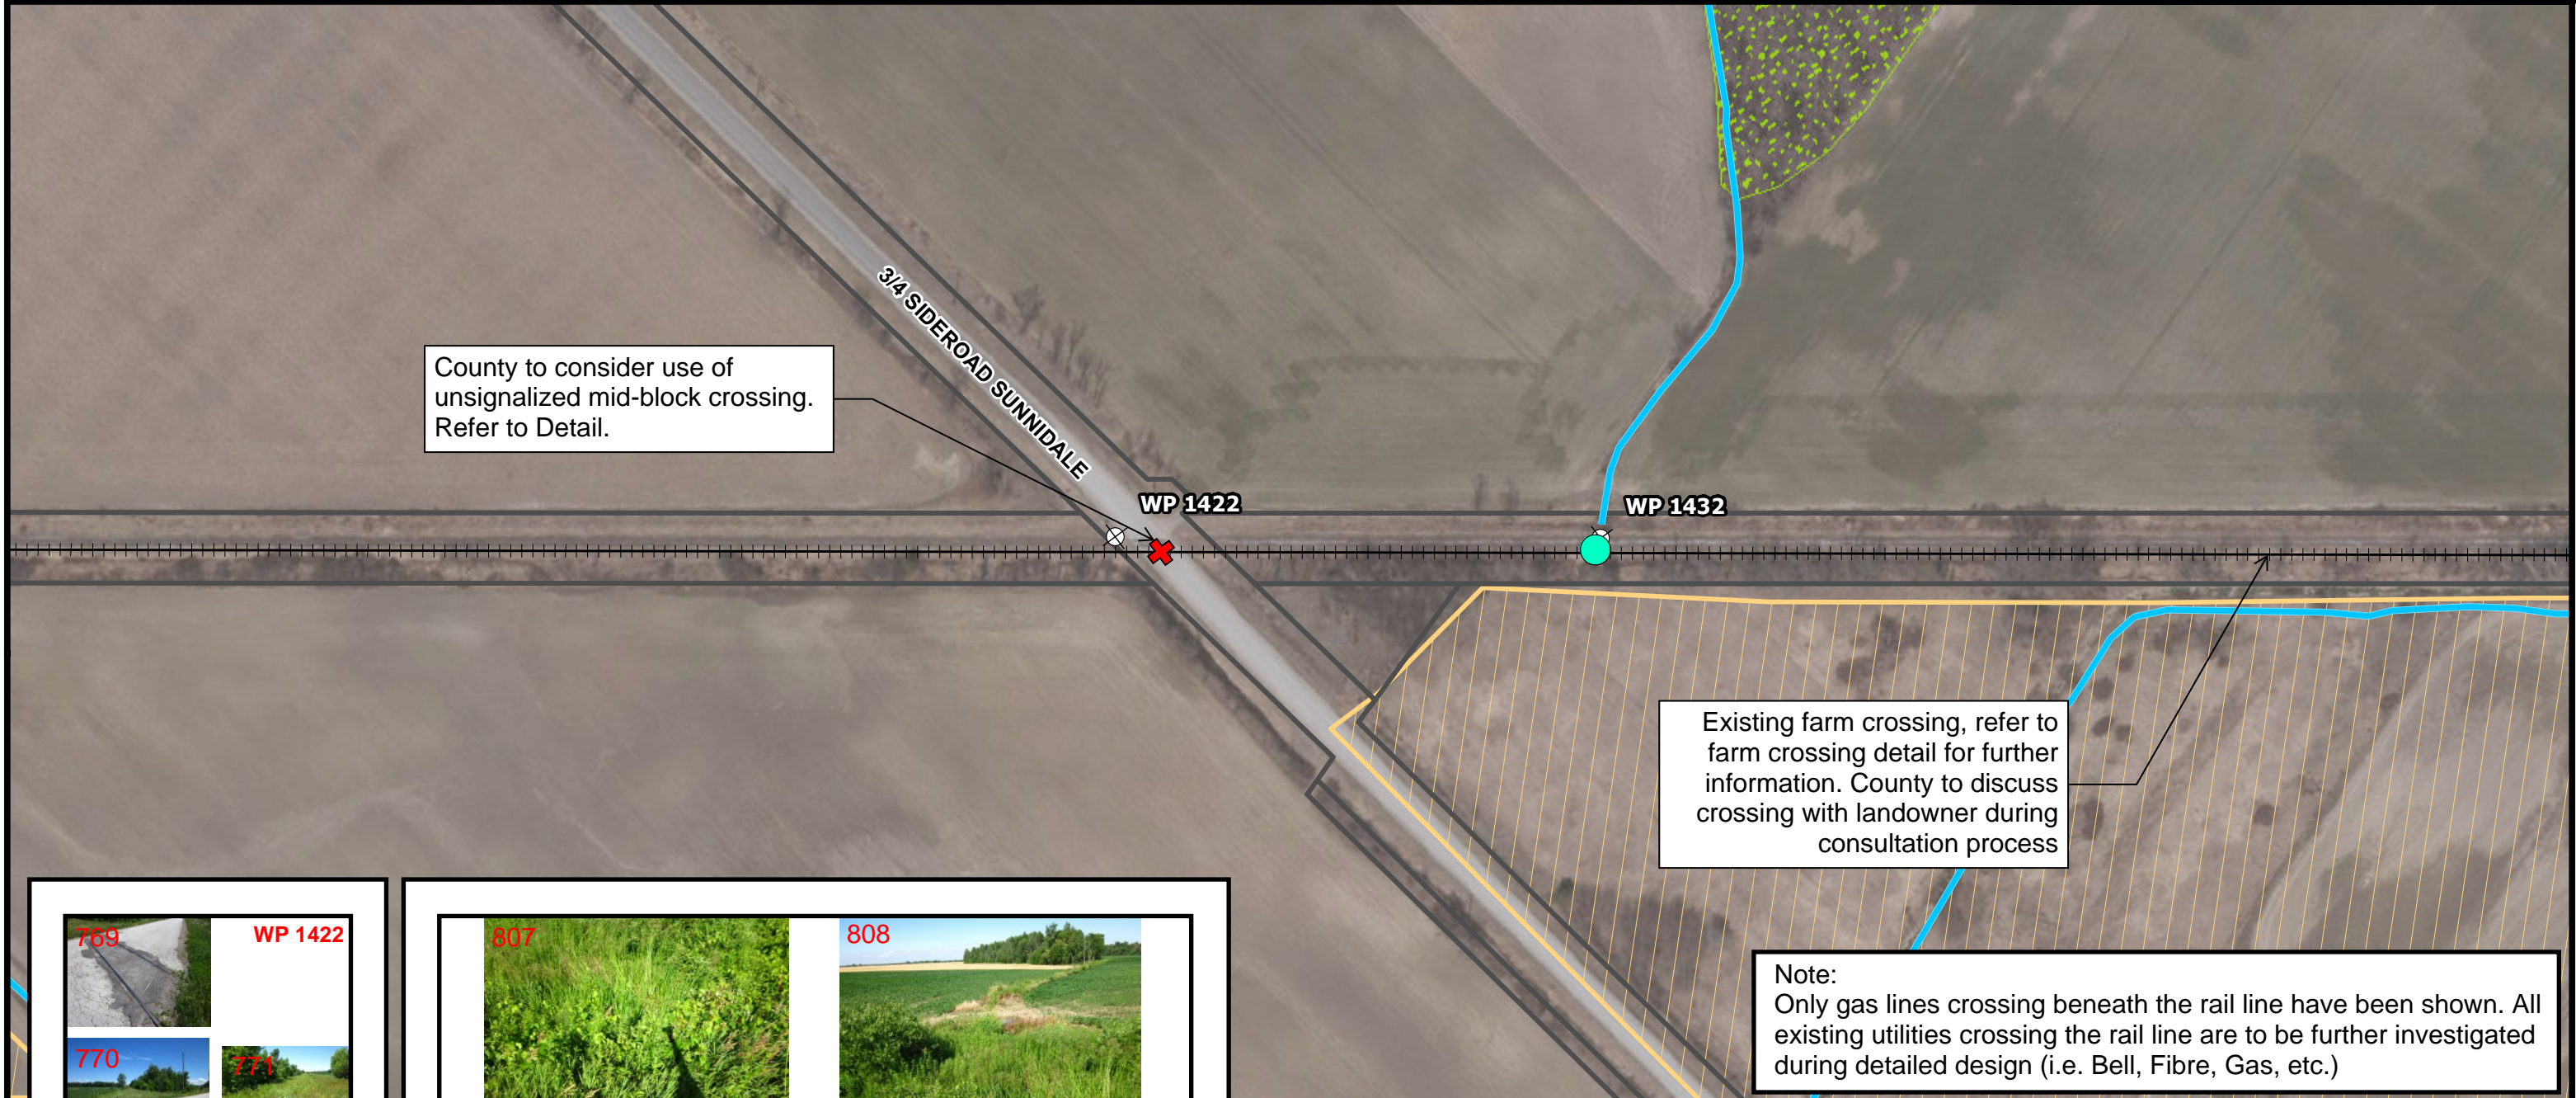 County to consider use of
unsignalized mid-block crossing.
Refer to Detail.
3/4 SIDEROAD SUNNIDALE
WP 1422
WP 1432
Existing farm crossing, refer to
farm crossing detail for further
information. County to discuss
crossing with landowner during
consultation process
769
WP 1422
770
771
807
808
Note:
Only gas lines crossing beneath the rail line have been shown. All
existing utilities crossing the rail line are to be further investigated
during detailed design (i.e. Bell, Fibre, Gas, etc.)